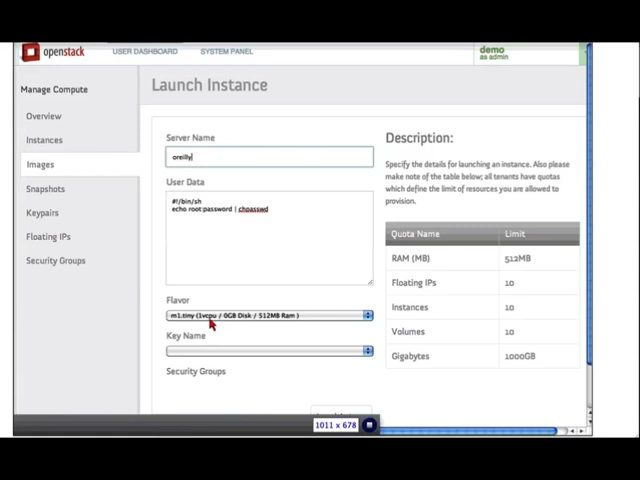 openstack
USER DASHBOARD
SYSTEM PANEL
demo
as admin
Manage Compute
Overview
Instances
Images
Snapshots
Keypairs
Floating IPs
Security Groups
Launch Instance
Server Name
oreilly
User Data
#!/bin/sh
echo root:password | chpasswd
Flavor
m1.tiny (1vcpu / 0GB Disk / 512MB Ram )
Key Name
Security Groups
Description:
Specify the details for launching an instance. Also please
make note of the table below; all tenants have quotas
which define the limit of resources you are allowed to
provision.
Quota Name Limit
RAM (MB) 512MB
Floating IPs 10
Instances 10
Volumes 10
Gigabytes 1000GB
1011 x 678